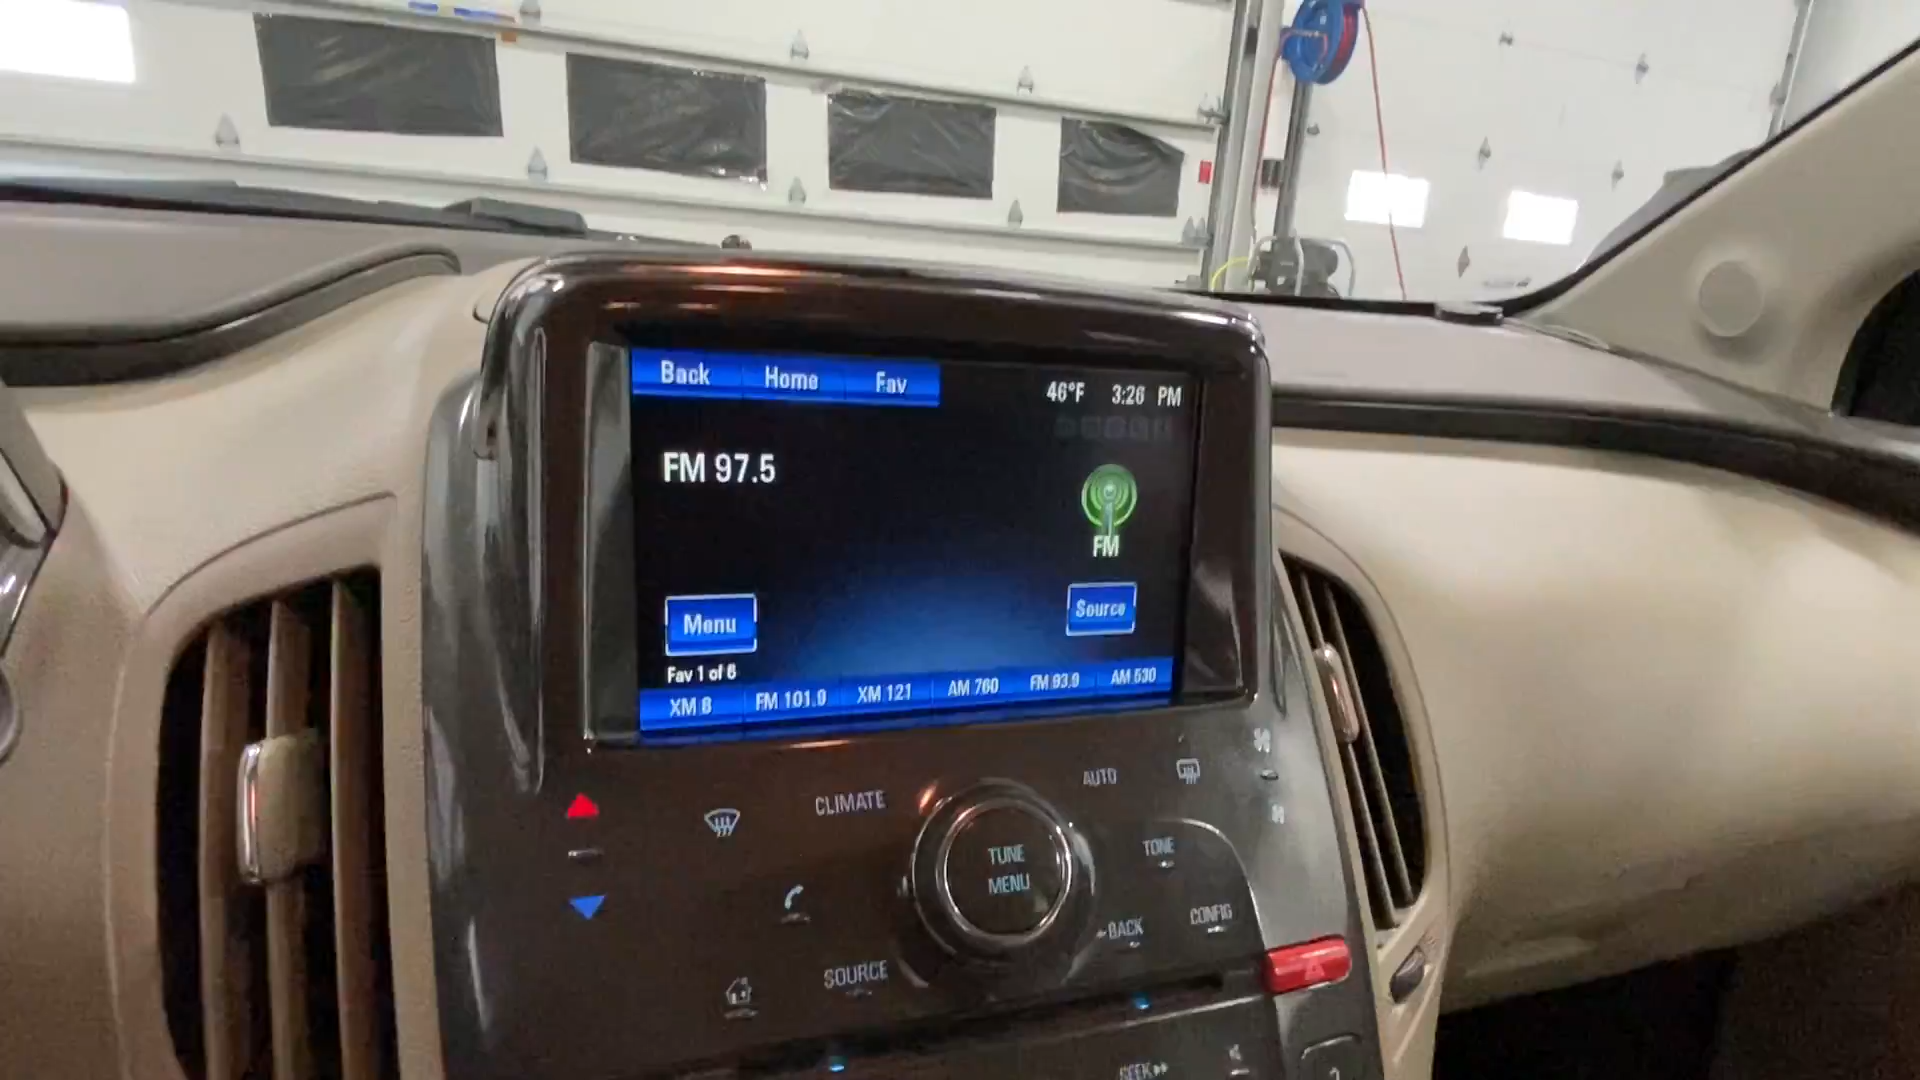 Back Home Fav 46°F 3:26 PM
FM 97.5
FM
Menu Source
Fav 1 of 6
XM 8 FM 101.9 XM 121 AM 760 FM 93.9 AM 530
CLIMATE AUTO
TUNE
MENU
TONE
BACK
CONFIG
SOURCE
SEEK